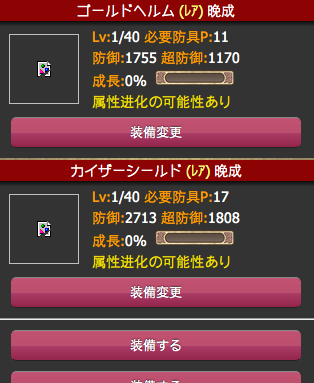 ゴールドヘルム (ﾚｱ) 晩成
Lv:1/40 必要防具P:11
防御:1755 超防御:1170
成長:0%
属性進化の可能性あり
装備変更
カイザーシールド (ﾚｱ) 晩成
Lv:1/40 必要防具P:17
防御:2713 超防御:1808
成長:0%
属性進化の可能性あり
装備変更
装備する
装備する